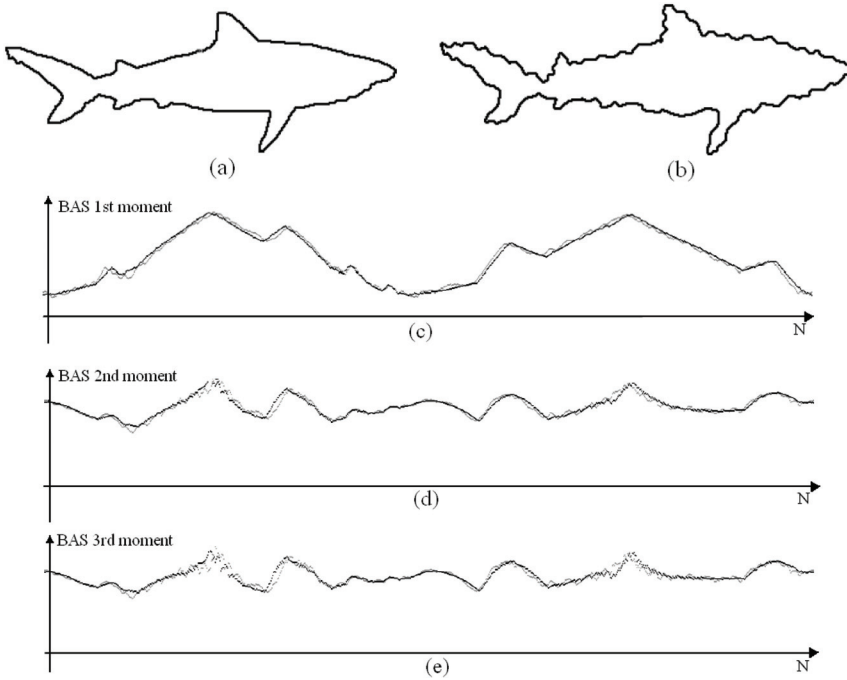 (a)
(b)
BAS 1st moment
N
(c)
BAS 2nd moment
N
(d)
BAS 3rd moment
N
(e)